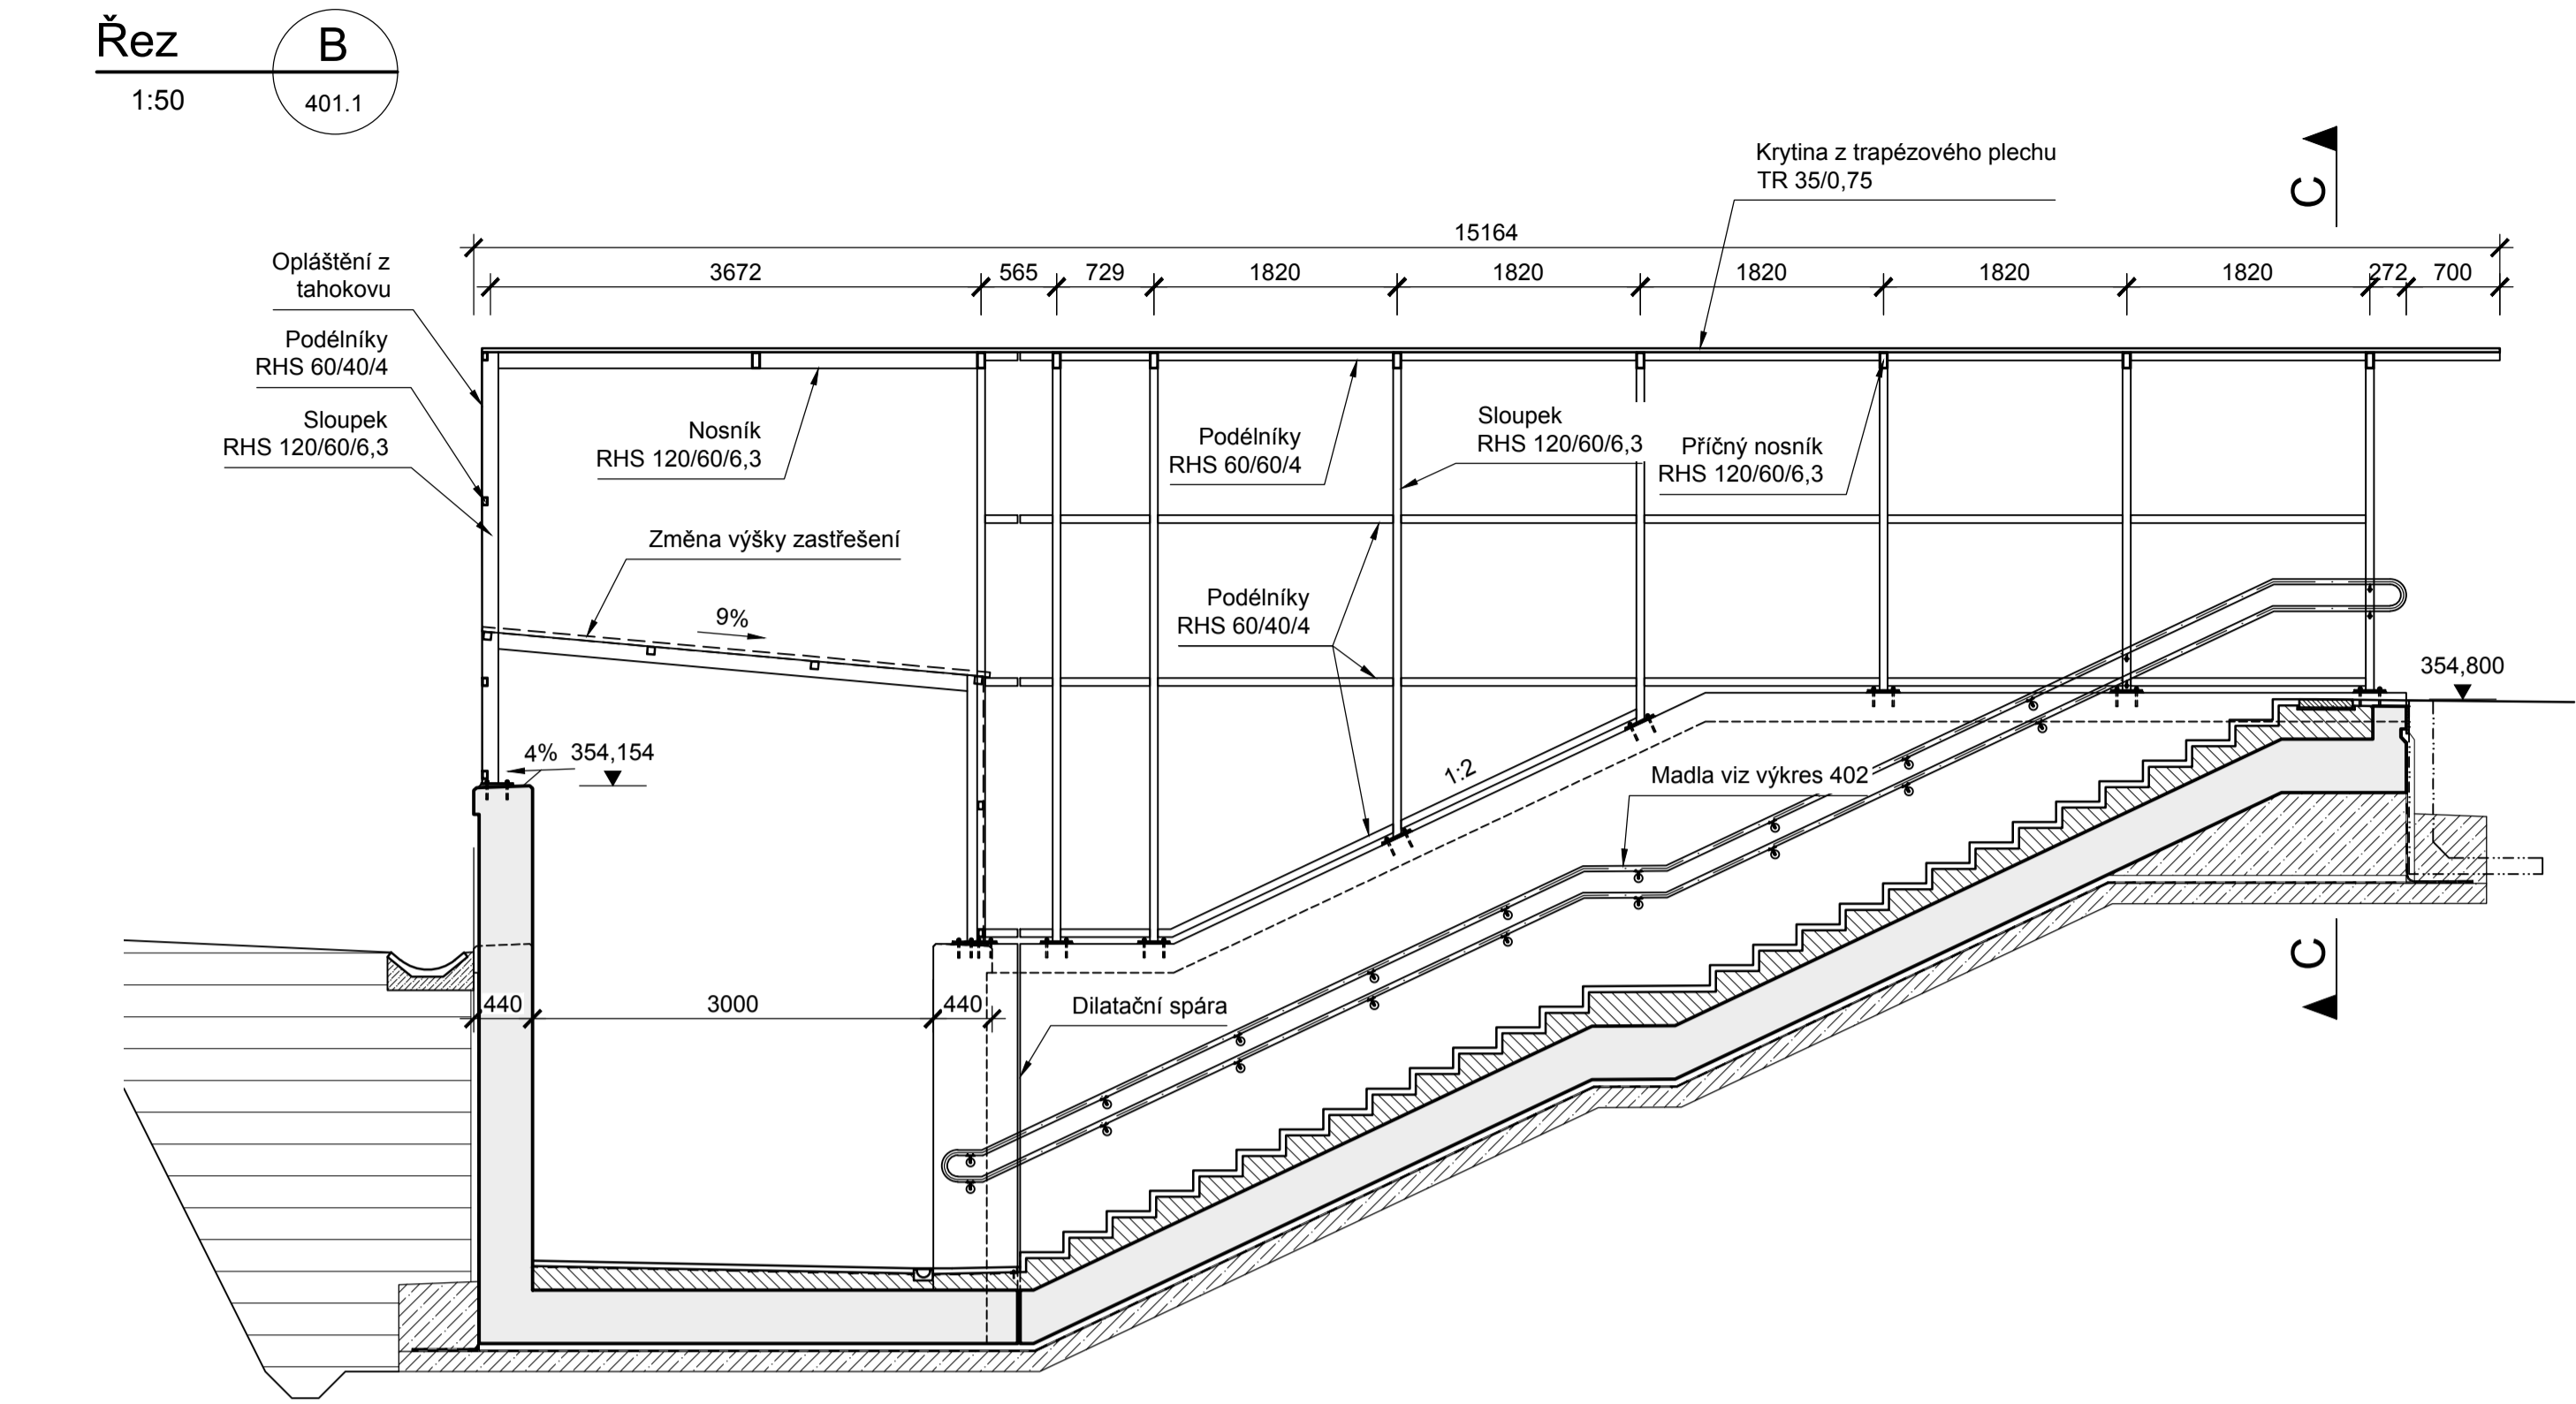 Řez
B
1:50
401.1
C
Krytina z trapézového plechu
TR 35/0,75
15164
Opláštění z
tahokovu
3672
565
729
1820
1820
1820
1820
1820
272
700
Podélníky
RHS 60/40/4
Sloupek
RHS 120/60/6,3
Nosník
RHS 120/60/6,3
Podélníky
RHS 60/60/4
Sloupek
RHS 120/60/6,3
Příčný nosník
RHS 120/60/6,3
Změna výšky zastřešení
9%
Podélníky
RHS 60/40/4
354,800
4%
354,154
1:2
Madla viz výkres 402
C
440
3000
440
Dilatační spára